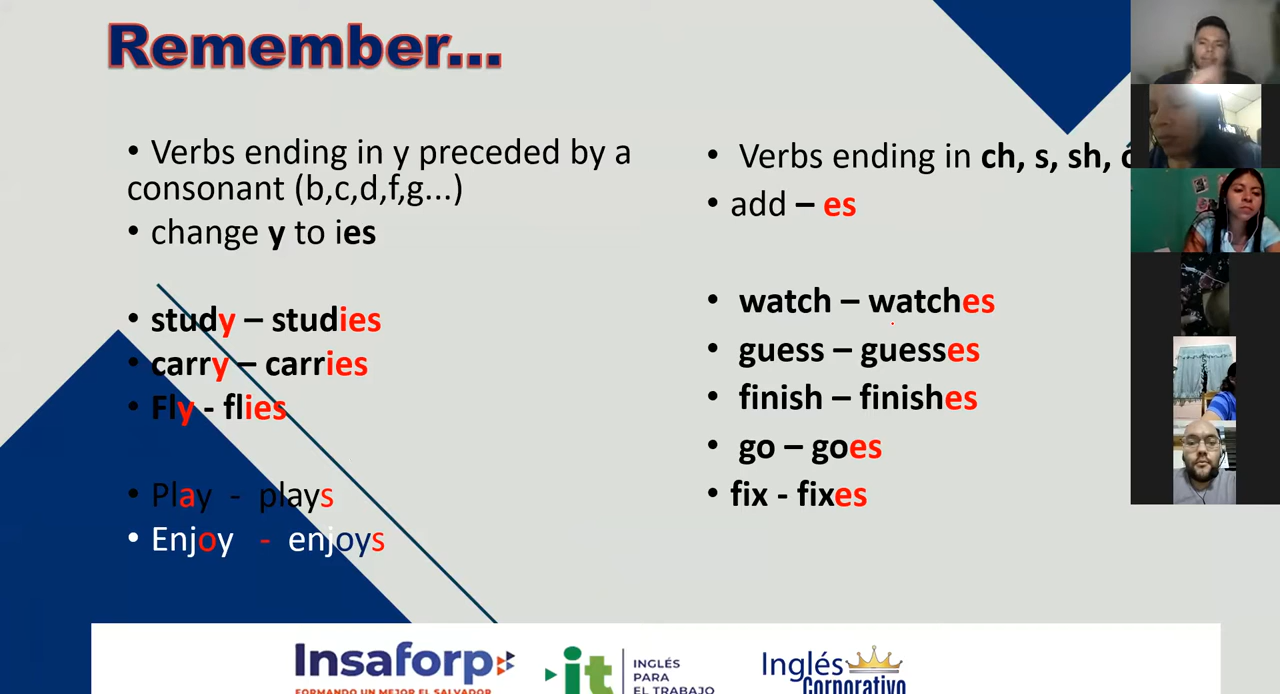 Remember...
• Verbs ending in y preceded by a
consonant (b,c,d,f,g...)
• change y to ies
• study – studies
• carry – carries
• Fly - flies
• Play - plays
• Enjoy - enjoys
• Verbs ending in ch, s, sh,
• add – es
• watch – watches
• guess – guesses
• finish – finishes
• go – goes
• fix - fixes
Insaforp
FORMANDO UN MEJOR EL SALVADOR
it
INGLÉS
PARA
EL TRABAJO
Inglés
Corporativo